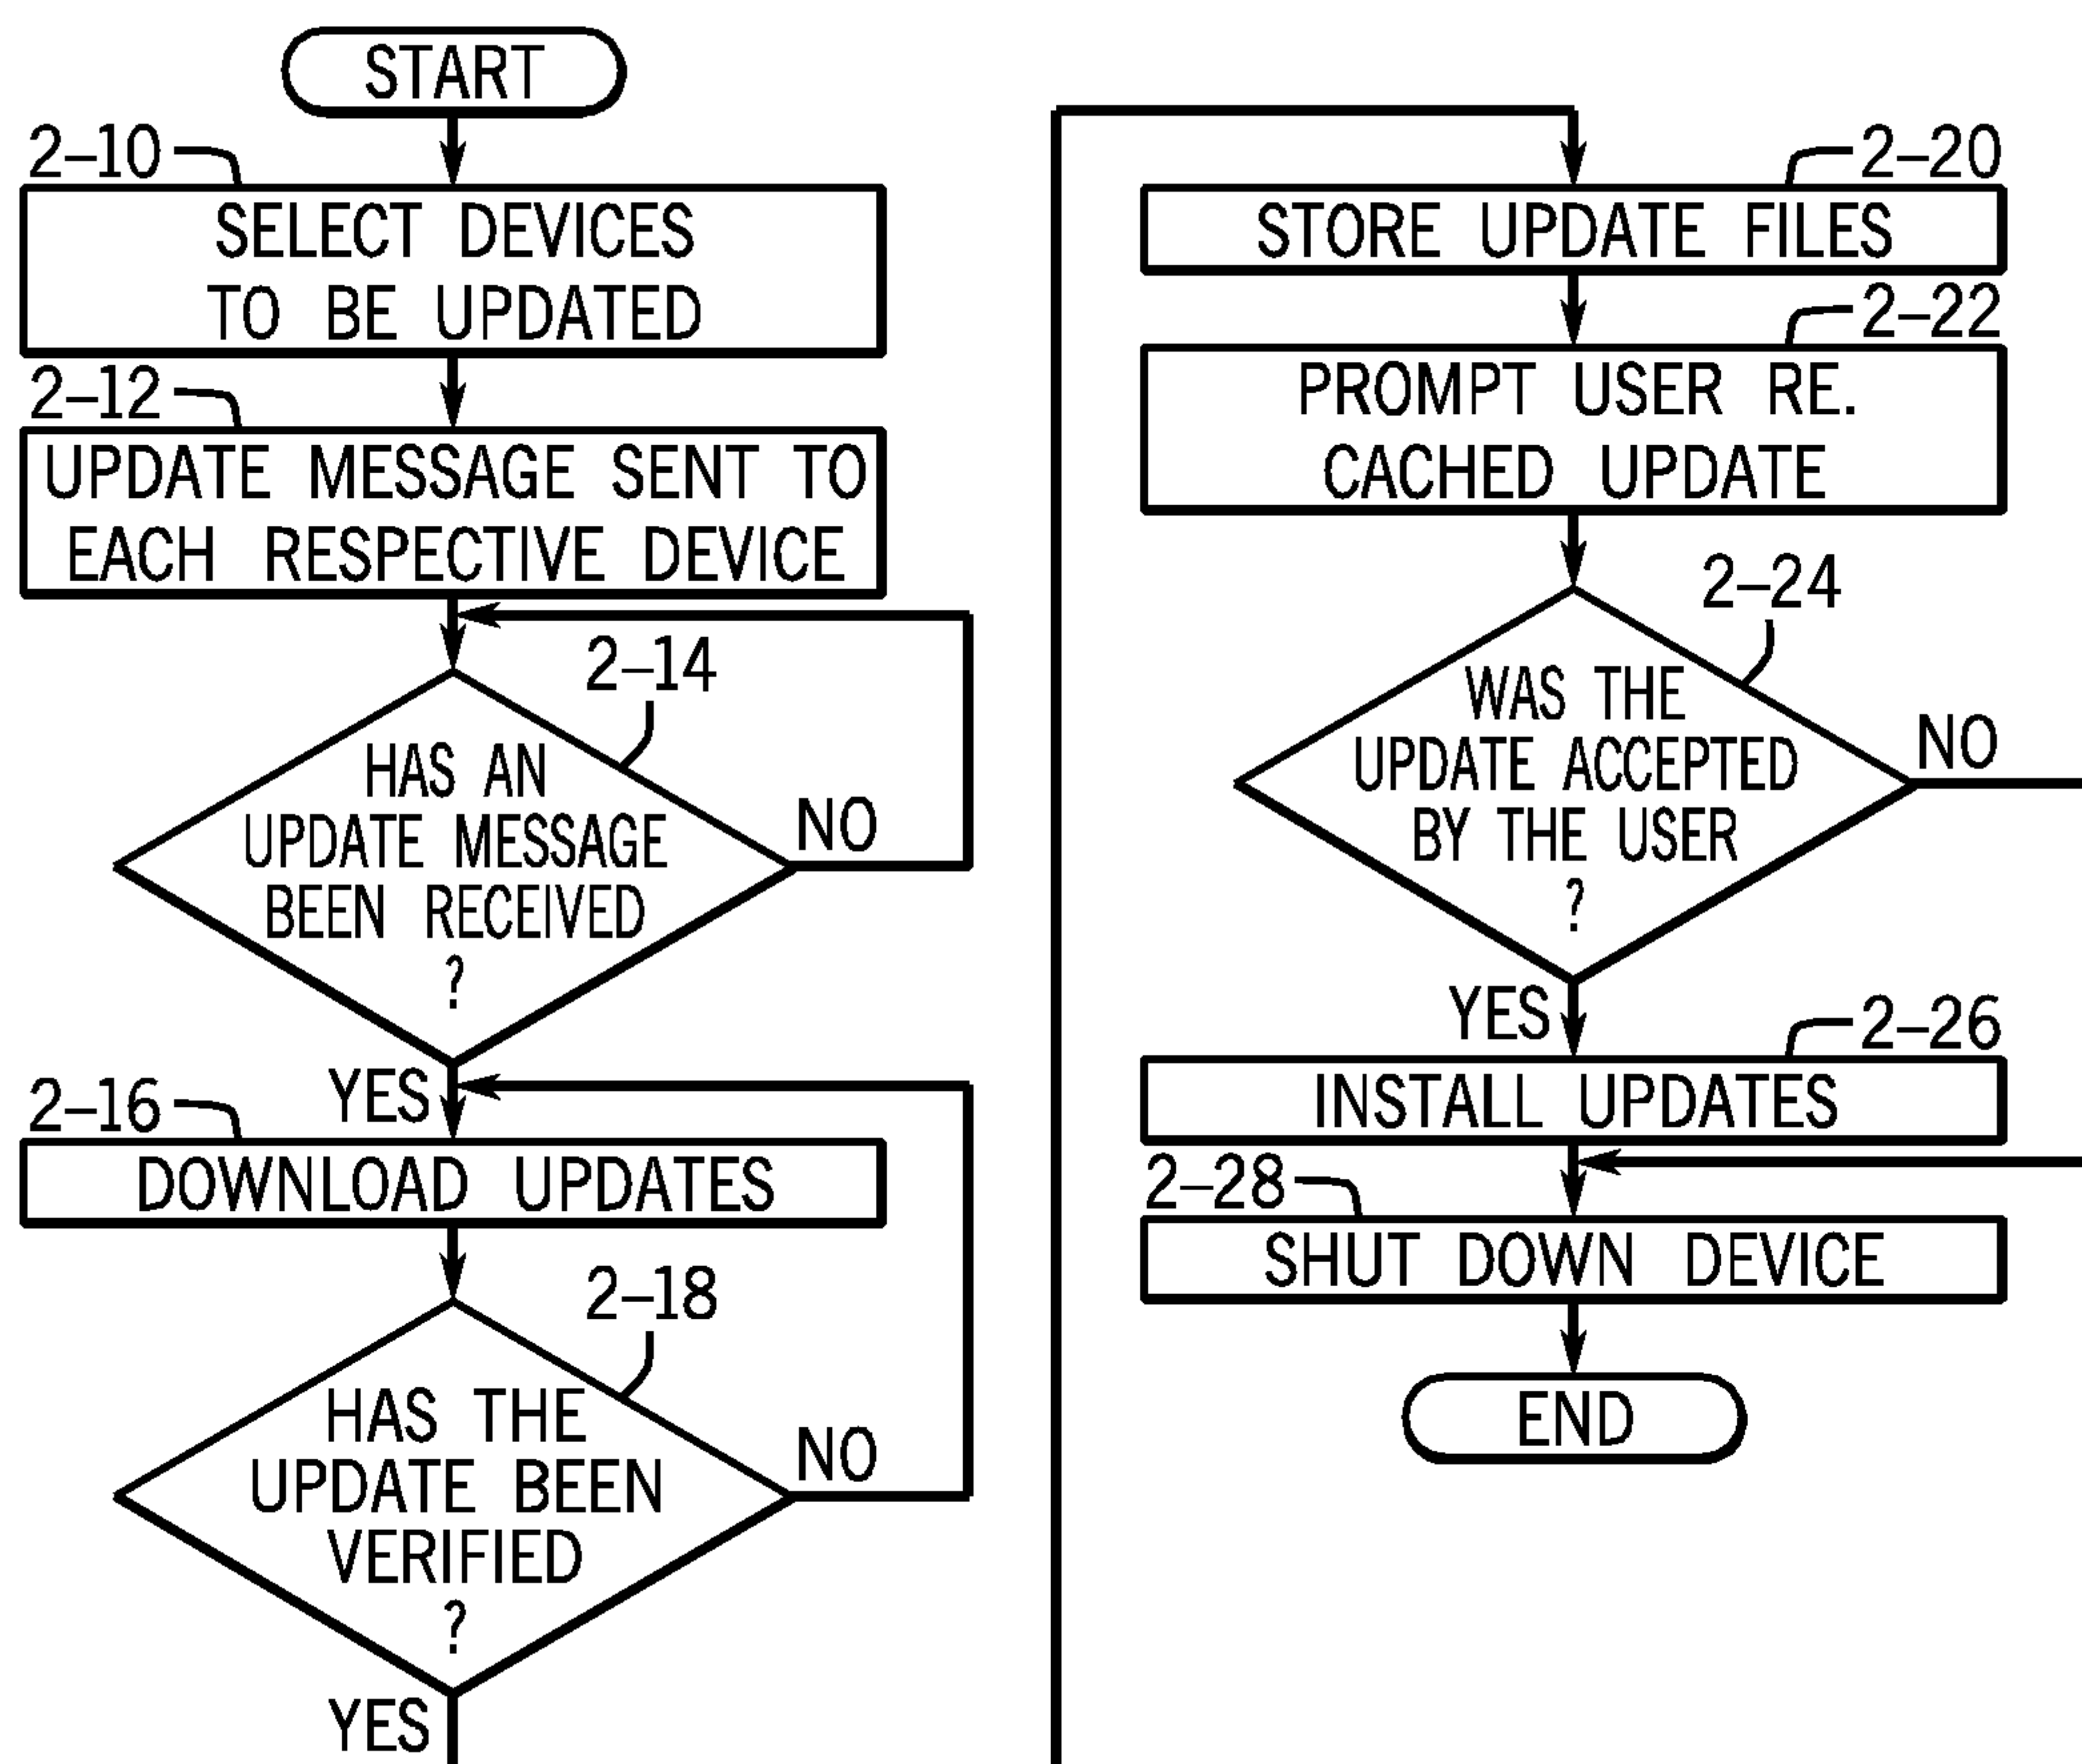 START
2–10
SELECT DEVICES
TO BE UPDATED
2–12
UPDATE MESSAGE SENT TO
EACH RESPECTIVE DEVICE
2–14
HAS AN
UPDATE MESSAGE
BEEN RECEIVED
?
NO
YES
2–16
DOWNLOAD UPDATES
2–18
HAS THE
UPDATE BEEN
VERIFIED
?
NO
YES
2–20
STORE UPDATE FILES
2–22
PROMPT USER RE.
CACHED UPDATE
2–24
WAS THE
UPDATE ACCEPTED
BY THE USER
?
NO
YES
2–26
INSTALL UPDATES
2–28
SHUT DOWN DEVICE
END